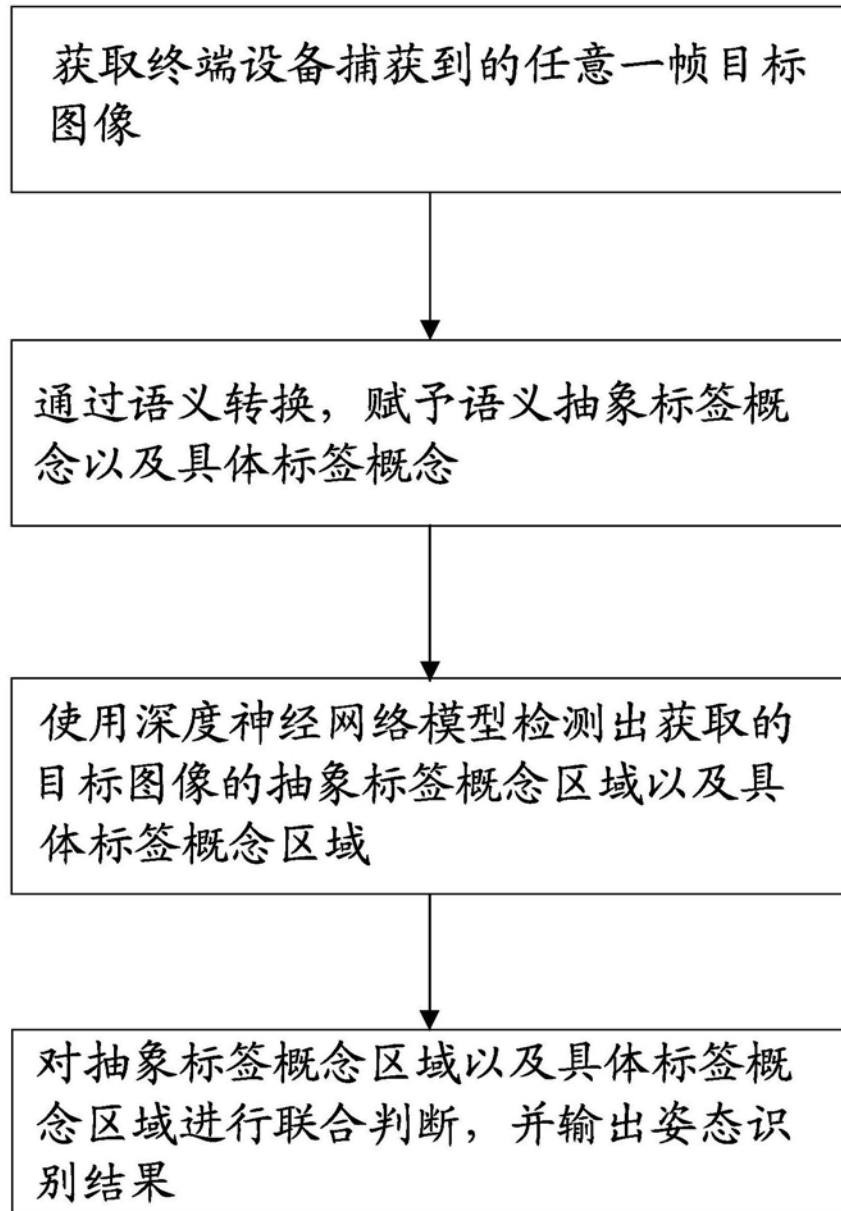 获取终端设备捕获到的任意一帧目标
图像
通过语义转换，赋予语义抽象标签概
念以及具体标签概念
使用深度神经网络模型检测出获取的
目标图像的抽象标签概念区域以及具
体标签概念区域
对抽象标签概念区域以及具体标签概
念区域进行联合判断，并输出姿态识
别结果